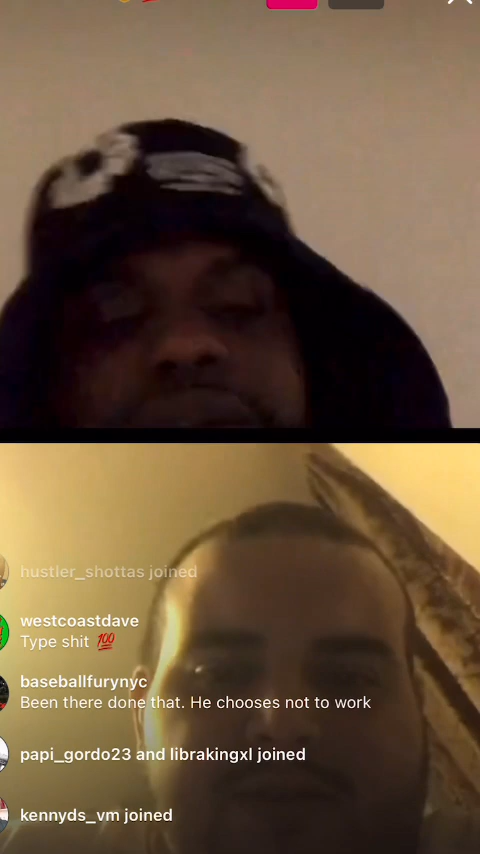 hustler_shottas joined
westcoastdave
Type shit 💯
baseballfurynyc
Been there done that. He chooses not to work
papi_gordo23 and librakingxl joined
kennyds_vm joined